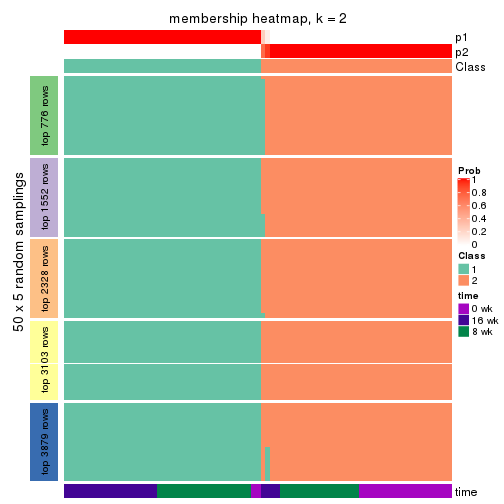 membership heatmap, k = 2
p1
p2
Class
50 x 5 random samplings
top 776 rows
top 1552 rows
top 2328 rows
top 3103 rows
top 3879 rows
Prob
1
0.8
0.6
0.4
0.2
0
Class
1
2
time
0 wk
16 wk
8 wk
time